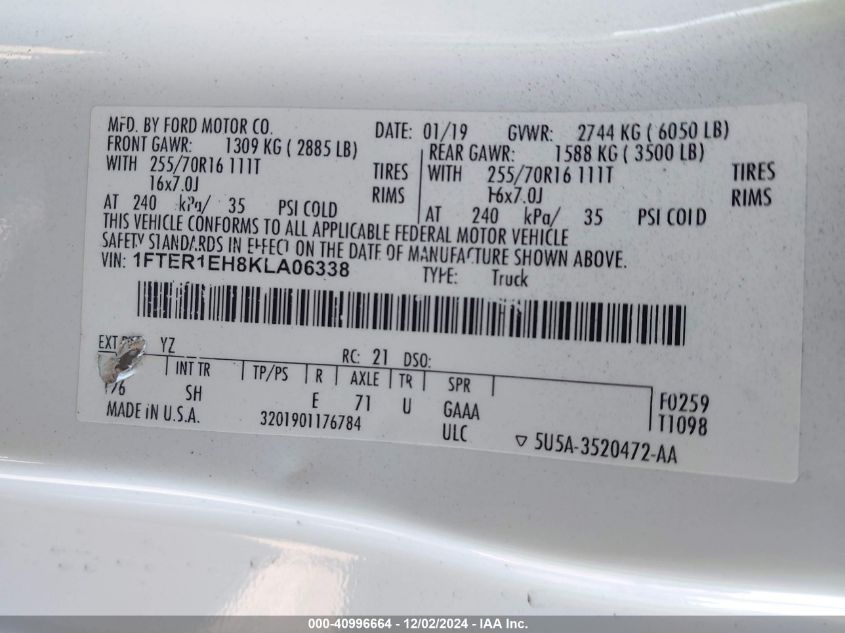 MFD. BY FORD MOTOR CO.
DATE: 01/19 GVWR: 2744 KG ( 6050 LB)
FRONT GAWR: 1309 KG ( 2885 LB)
REAR GAWR: 1588 KG ( 3500 LB)
WITH 255/70R16 111T TIRES
WITH 255/70R16 111T TIRES
16x7.0J RIMS
16x7.0J RIMS
AT 240 kPa/ 35 PSI COLD
AT 240 kPa/ 35 PSI COLD
THIS VEHICLE CONFORMS TO ALL APPLICABLE FEDERAL MOTOR VEHICLE
SAFETY STANDARDS IN EFFECT ON THE DATE OF MANUFACTURE SHOWN ABOVE.
VIN: 1FTER1EH8KLA06338
TYPE: Truck
EXT YZ
RC: 21 DSO:
INT TR TP/PS R AXLE TR SPR
SH E 71 U GAAA F0259
MADE IN U.S.A. 3201901176784 ULC T1098
▽ 5U5A-3520472-AA
000-40996664 - 12/02/2024 - IAA Inc.